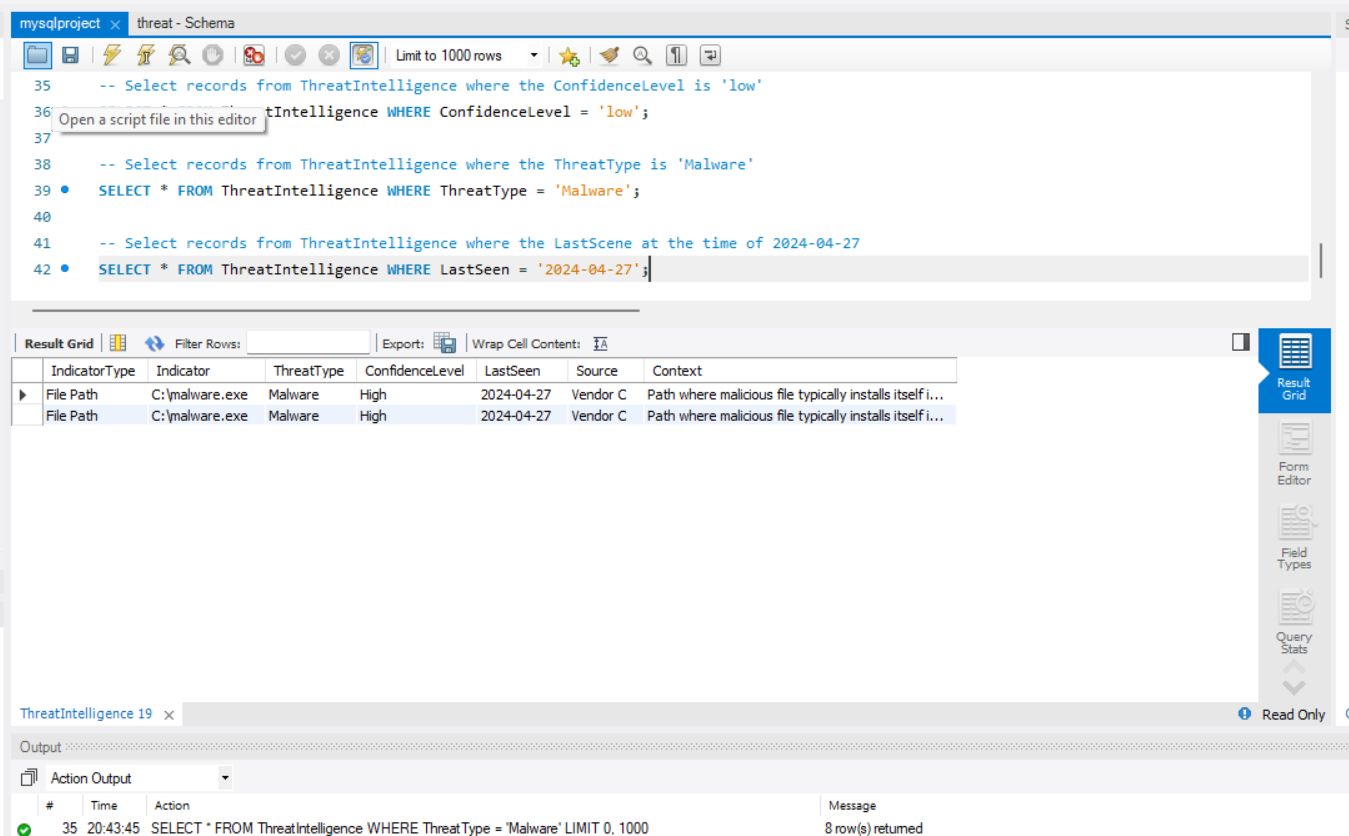 mysqlproject × threat - Schema
Limit to 1000 rows
35 -- Select records from ThreatIntelligence where the ConfidenceLevel is 'low'
36 tIntelligence WHERE ConfidenceLevel = 'low';
Open a script file in this editor
37
38 -- Select records from ThreatIntelligence where the ThreatType is 'Malware'
39 SELECT * FROM ThreatIntelligence WHERE ThreatType = 'Malware';
40
41 -- Select records from ThreatIntelligence where the LastScene at the time of 2024-04-27
42 SELECT * FROM ThreatIntelligence WHERE LastSeen = '2024-04-27';
Result Grid Filter Rows: Export: Wrap Cell Content:
IndicatorType Indicator ThreatType ConfidenceLevel LastSeen Source Context
File Path C:\malware.exe Malware High 2024-04-27 Vendor C Path where malicious file typically installs itself i...
File Path C:\malware.exe Malware High 2024-04-27 Vendor C Path where malicious file typically installs itself i...
Result
Grid
Form
Editor
Field
Types
Query
Stats
ThreatIntelligence 19 × Read Only
Output
Action Output
# Time Action Message
35 20:43:45 SELECT * FROM ThreatIntelligence WHERE ThreatType = 'Malware' LIMIT 0, 1000 8 row(s) returned